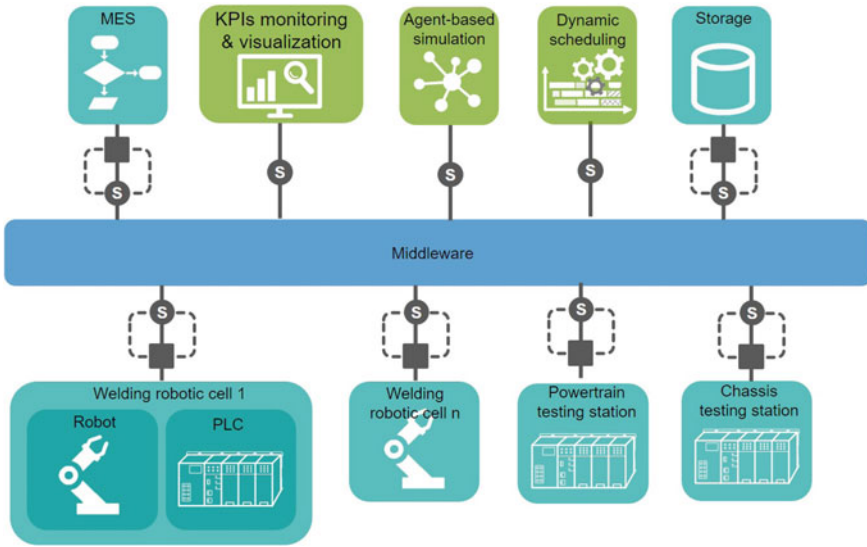 MES
KPIs monitoring
& visualization
Agent-based
simulation
Dynamic
scheduling
Storage
S
S
S
S
S
Middleware
S
S
S
S
Welding robotic cell 1
Robot
PLC
Welding
robotic cell n
Powertrain
testing station
Chassis
testing station